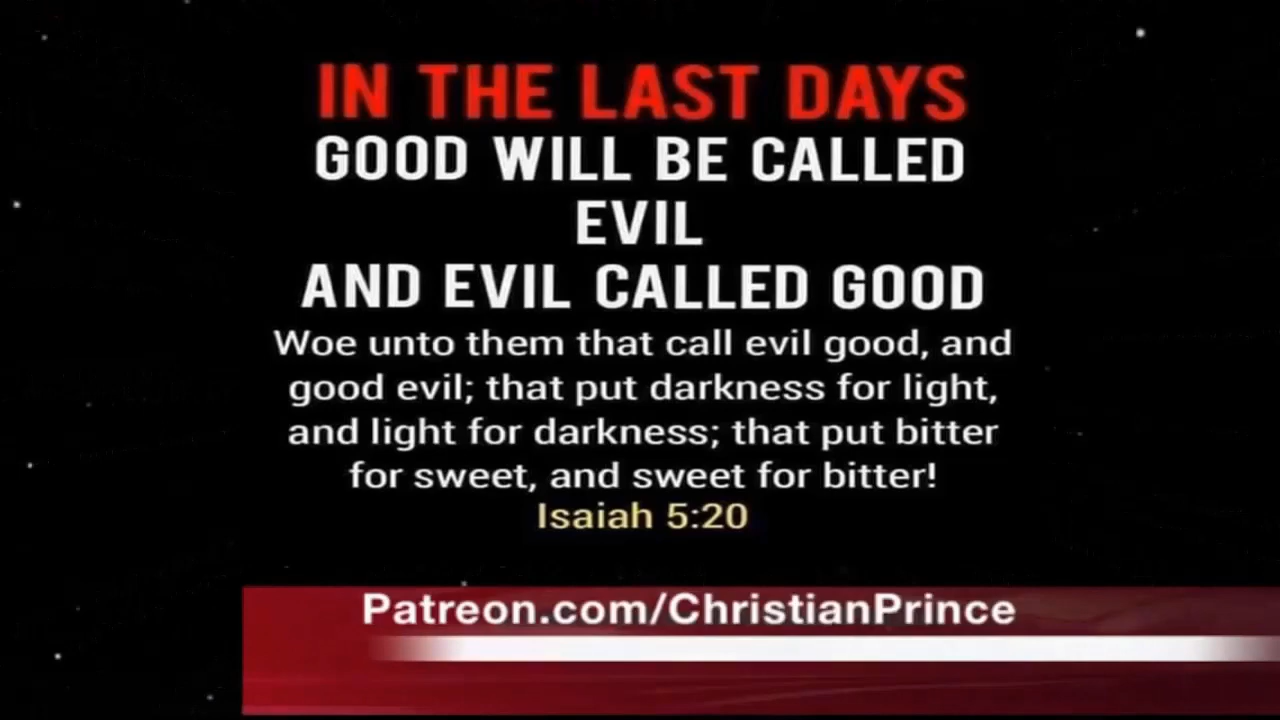 IN THE LAST DAYS
GOOD WILL BE CALLED
EVIL
AND EVIL CALLED GOOD
Woe unto them that call evil good, and
good evil; that put darkness for light,
and light for darkness; that put bitter
for sweet, and sweet for bitter!
Isaiah 5:20
Patreon.com/ChristianPrince